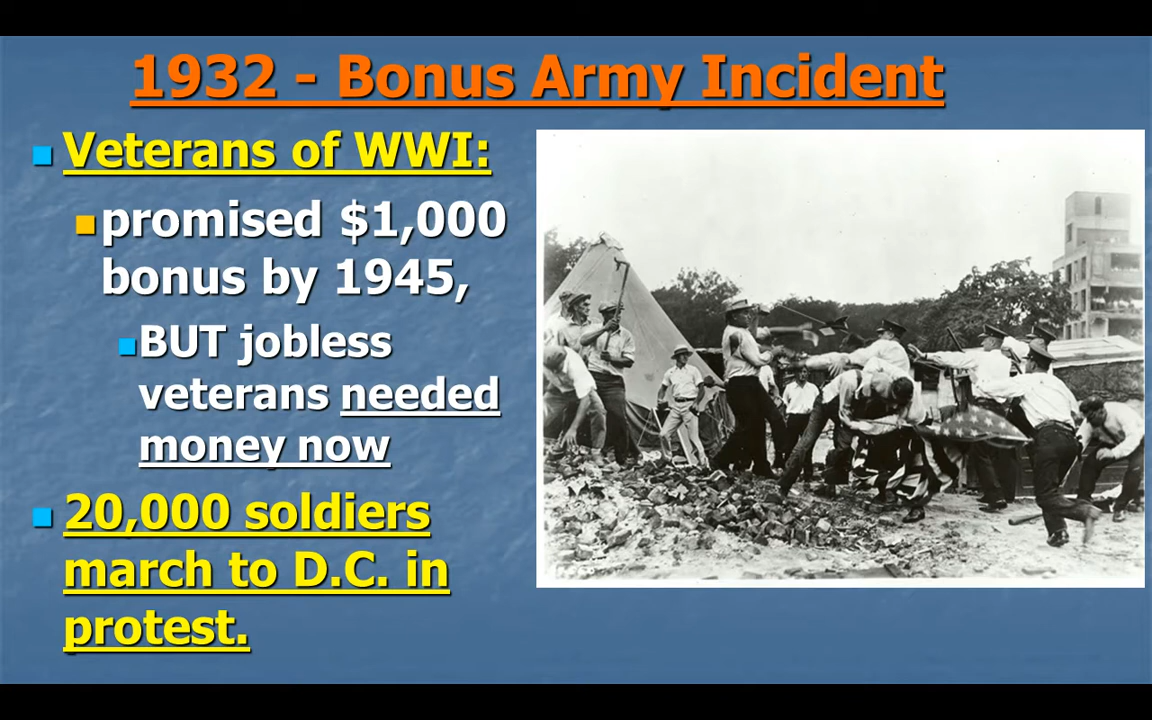 1932 - Bonus Army Incident
Veterans of WWI:
promised $1,000
bonus by 1945,
BUT jobless
veterans needed
money now
20,000 soldiers
march to D.C. in
protest.